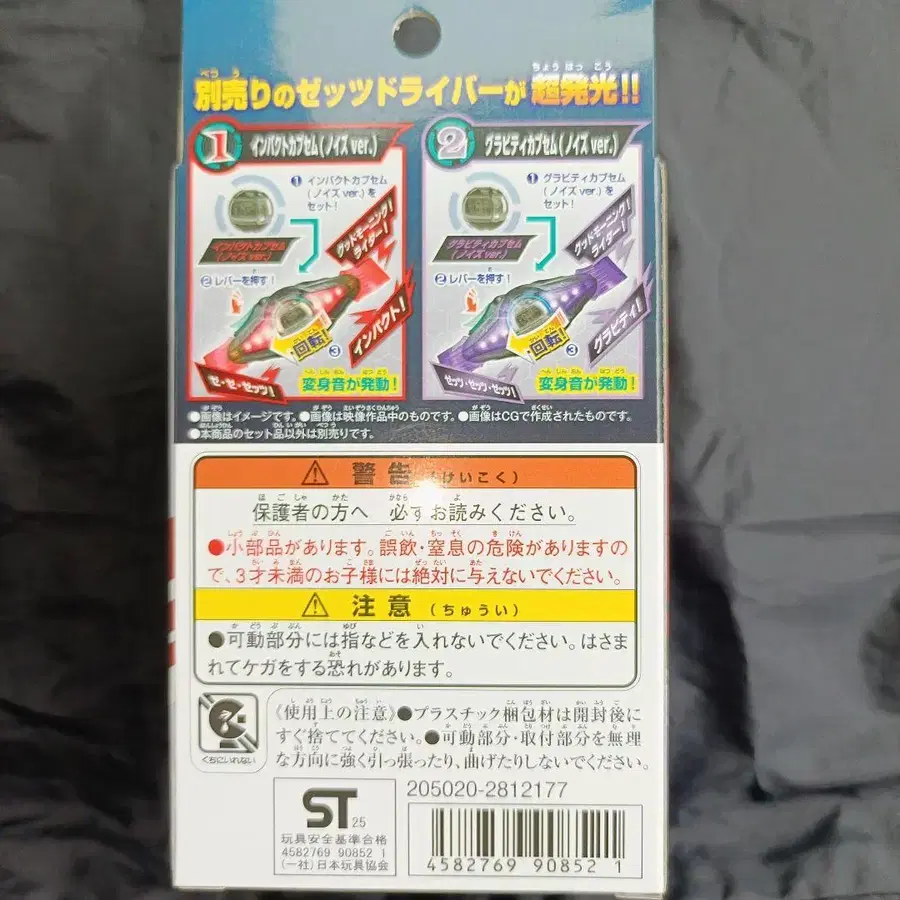 別売りのゼッツドライバーが超発光!!
1 インパクトカプセム(ノイズver.)
① インパクトカプセム
(ノイズver.)を
セット!
インパクトカプセム
(ノイズver.)
② レバーを押す!
グッドモーニング
ライダー!
インパクト!
回転!
③
ゼ・ゼ・ゼッツ!
変身音が発動!
2 グラビティカプセム(ノイズver.)
① グラビティカプセム
(ノイズver.)を
セット!
グラビティカプセム
(ノイズver.)
② レバーを押す!
グッドモーニング
ライダー!
グラビティ!
回転!
③
ゼッツ・ゼッツ・ゼッツ!
変身音が発動!
●画像はイメージです。●画像は映像作品中のものです。●画像はCGで作成されたものです。
●本商品のセット品以外は別売りです。
⚠ 警告(けいこく)
保護者の方へ 必ずお読みください。
●小部品があります。誤飲・窒息の危険がありますの
で、3才未満のお子様には絶対に与えないでください。
⚠ 注意(ちゅうい)
●可動部分には指などを入れないでください。はさま
れてケガをする恐れがあります。
くちにいれない
《使用上の注意》●プラスチック梱包材は開封後に
すぐ捨ててください。●可動部分・取付部分を無理
な方向に強く引っ張ったり、曲げたりしないでください。
ST 25
玩具安全基準合格
4582769 90852 1
(一社)日本玩具協会
205020-2812177
4582769 90852 1